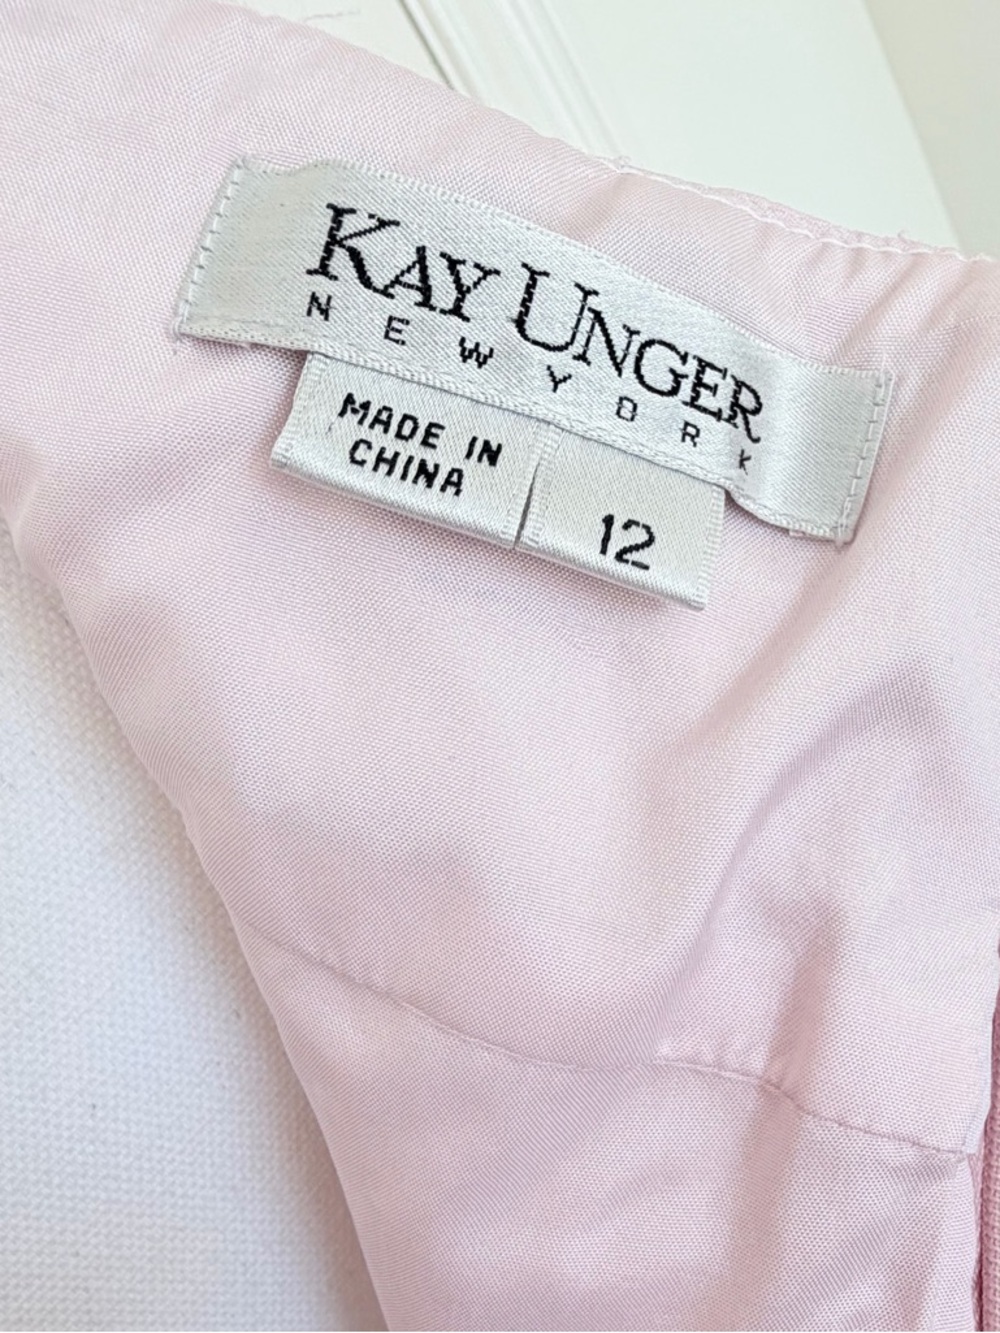 KAY UNGER
NEW YORK
MADE IN
CHINA
12